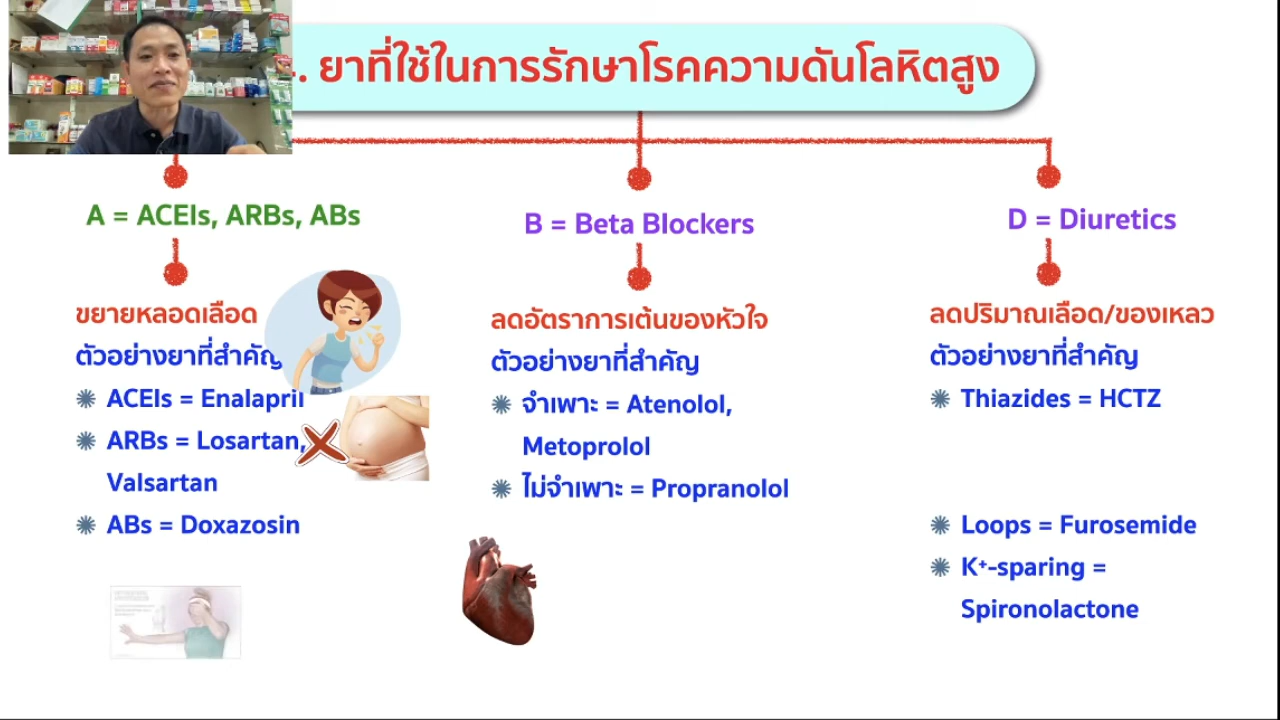 . ยาที่ใช้ในการรักษาโรคความดันโลหิตสูง
A = ACEIs, ARBs, ABs
ขยายหลอดเลือด
ตัวอย่างยาที่สำคัญ
ACEIs = Enalapril
ARBs = Losartan,
Valsartan
ABs = Doxazosin
B = Beta Blockers
ลดอัตราการเต้นของหัวใจ
ตัวอย่างยาที่สำคัญ
จำเพาะ = Atenolol,
Metoprolol
ไม่จำเพาะ = Propranolol
D = Diuretics
ลดปริมาณเลือด/ของเหลว
ตัวอย่างยาที่สำคัญ
Thiazides = HCTZ
Loops = Furosemide
K⁺-sparing =
Spironolactone